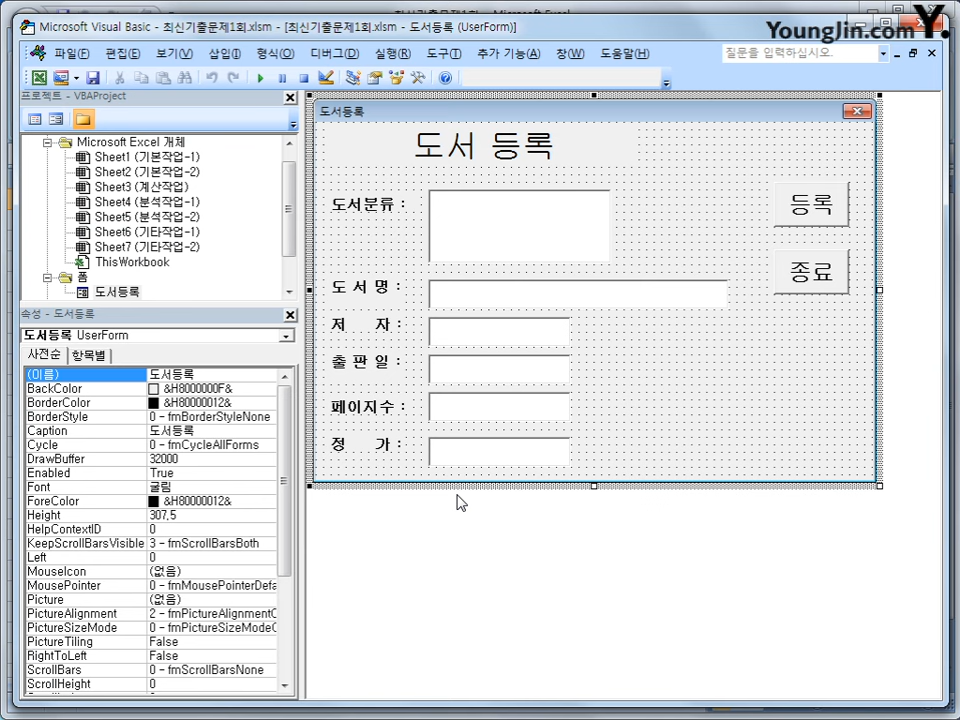 Microsoft Visual Basic - 최신기출문제1회.xlsm - [최신기출문제1회.xlsm - 도서등록 (UserForm)]
YoungJin.com Y.
파일(F) 편집(E) 보기(V) 삽입(I) 형식(O) 디버그(D) 실행(R) 도구(T) 추가 기능(A) 창(W) 도움말(H) 질문을 입력하십시오.
프로젝트 - VBAProject
Microsoft Excel 개체
Sheet1 (기본작업-1)
Sheet2 (기본작업-2)
Sheet3 (계산작업)
Sheet4 (분석작업-1)
Sheet5 (분석작업-2)
Sheet6 (기타작업-1)
Sheet7 (기타작업-2)
ThisWorkbook
폼
도서등록
속성 - 도서등록
도서등록 UserForm
사전순 항목별
(이름) 도서등록
BackColor &H8000000F&
BorderColor &H80000012&
BorderStyle 0 - fmBorderStyleNone
Caption 도서등록
Cycle 0 - fmCycleAllForms
DrawBuffer 32000
Enabled True
Font 굴림
ForeColor &H80000012&
Height 307,5
HelpContextID 0
KeepScrollBarsVisible 3 - fmScrollBarsBoth
Left 0
MouseIcon (없음)
MousePointer 0 - fmMousePointerDefa
Picture (없음)
PictureAlignment 2 - fmPictureAlignmentC
PictureSizeMode 0 - fmPictureSizeModeC
PictureTiling False
RightToLeft False
ScrollBars 0 - fmScrollBarsNone
ScrollHeight 0
도서등록
도서 등록
도서분류 :
등록
종료
도 서 명 :
저 자 :
출 판 일 :
페이지수 :
정 가 :